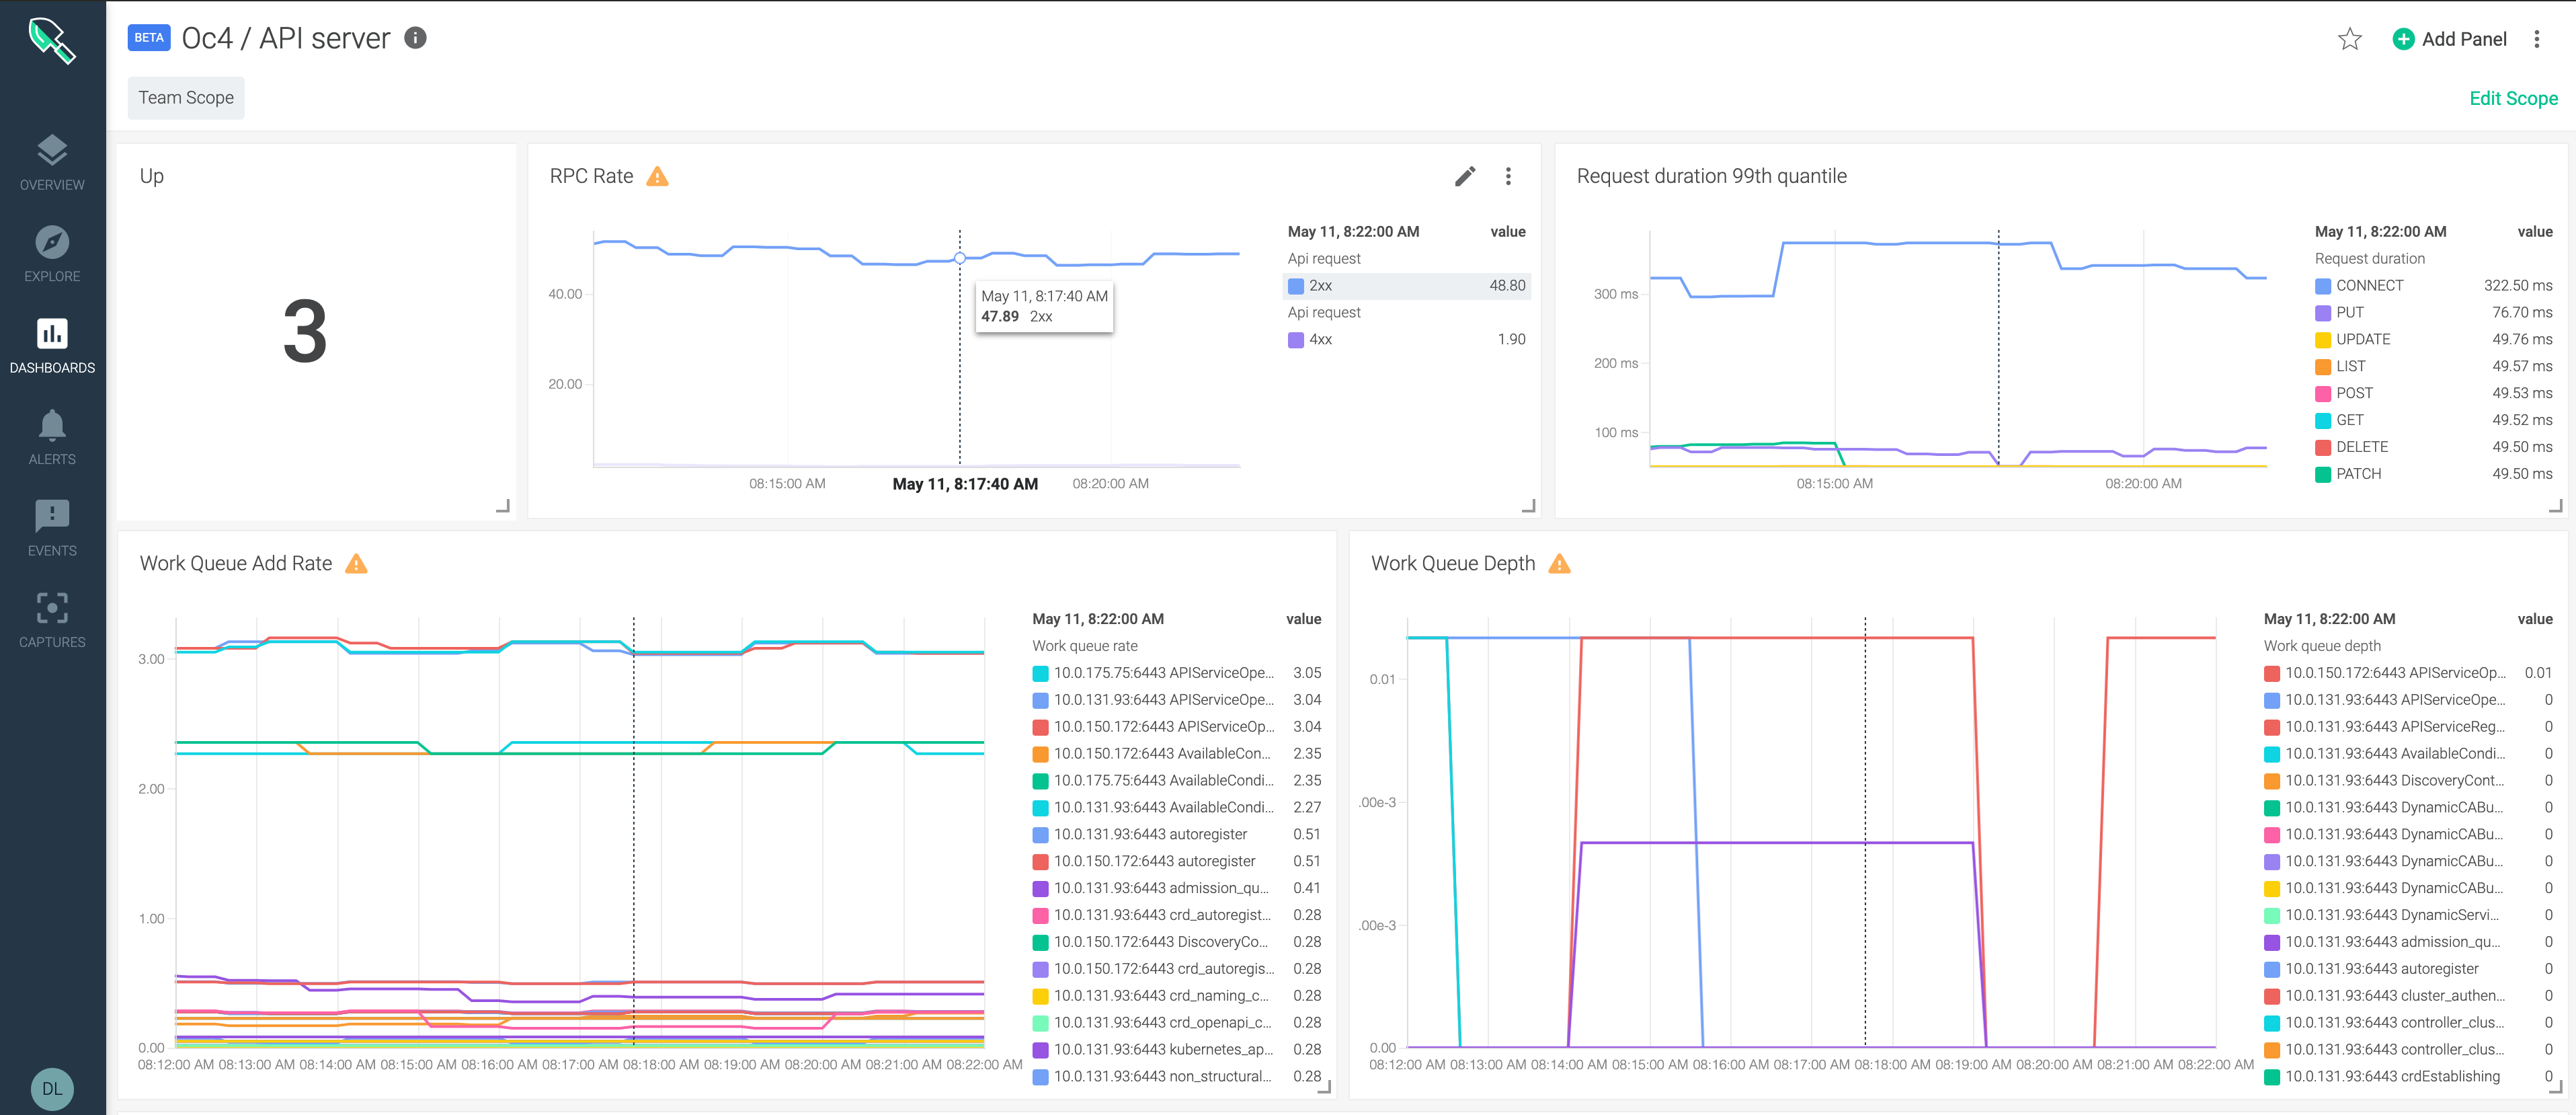 BETA Oc4 / API server
Add Panel
Team Scope
Edit Scope
OVERVIEW
EXPLORE
DASHBOARDS
ALERTS
EVENTS
CAPTURES
DL
Up
3
RPC Rate
40.00
20.00
08:15:00 AM
May 11, 8:17:40 AM
08:20:00 AM
May 11, 8:17:40 AM
47.89 2xx
May 11, 8:22:00 AM value
Api request
2xx 48.80
Api request
4xx 1.90
Request duration 99th quantile
300 ms
200 ms
100 ms
08:15:00 AM 08:20:00 AM
May 11, 8:22:00 AM value
Request duration
CONNECT 322.50 ms
PUT 76.70 ms
UPDATE 49.76 ms
LIST 49.57 ms
POST 49.53 ms
GET 49.52 ms
DELETE 49.50 ms
PATCH 49.50 ms
Work Queue Add Rate
3.00
2.00
1.00
0.00
08:12:00 AM 08:13:00 AM 08:14:00 AM 08:15:00 AM 08:16:00 AM 08:17:00 AM 08:18:00 AM 08:19:00 AM 08:20:00 AM 08:21:00 AM 08:22:00 AM
May 11, 8:22:00 AM value
Work queue rate
10.0.175.75:6443 APIServiceOpe... 3.05
10.0.131.93:6443 APIServiceOpe... 3.04
10.0.150.172:6443 APIServiceOp... 3.04
10.0.150.172:6443 AvailableCon... 2.35
10.0.175.75:6443 AvailableCondi... 2.35
10.0.131.93:6443 AvailableCondi... 2.27
10.0.131.93:6443 autoregister 0.51
10.0.150.172:6443 autoregister 0.51
10.0.131.93:6443 admission_qu... 0.41
10.0.131.93:6443 crd_autoregist... 0.28
10.0.150.172:6443 DiscoveryCo... 0.28
10.0.150.172:6443 crd_autoregis... 0.28
10.0.131.93:6443 crd_naming_c... 0.28
10.0.131.93:6443 crd_openapi_c... 0.28
10.0.131.93:6443 kubernetes_ap... 0.28
10.0.131.93:6443 non_structural... 0.28
Work Queue Depth
0.01
.00e-3
.00e-3
0.00
08:12:00 AM 08:13:00 AM 08:14:00 AM 08:15:00 AM 08:16:00 AM 08:17:00 AM 08:18:00 AM 08:19:00 AM 08:20:00 AM 08:21:00 AM 08:22:00 AM
May 11, 8:22:00 AM value
Work queue depth
10.0.150.172:6443 APIServiceOp... 0.01
10.0.131.93:6443 APIServiceOpe... 0
10.0.131.93:6443 APIServiceReg... 0
10.0.131.93:6443 AvailableCondi... 0
10.0.131.93:6443 DiscoveryCont... 0
10.0.131.93:6443 DynamicCABu... 0
10.0.131.93:6443 DynamicCABu... 0
10.0.131.93:6443 DynamicCABu... 0
10.0.131.93:6443 DynamicCABu... 0
10.0.131.93:6443 DynamicServi... 0
10.0.131.93:6443 admission_qu... 0
10.0.131.93:6443 autoregister 0
10.0.131.93:6443 cluster_authen... 0
10.0.131.93:6443 controller_clus... 0
10.0.131.93:6443 controller_clus... 0
10.0.131.93:6443 crdEstablishing 0